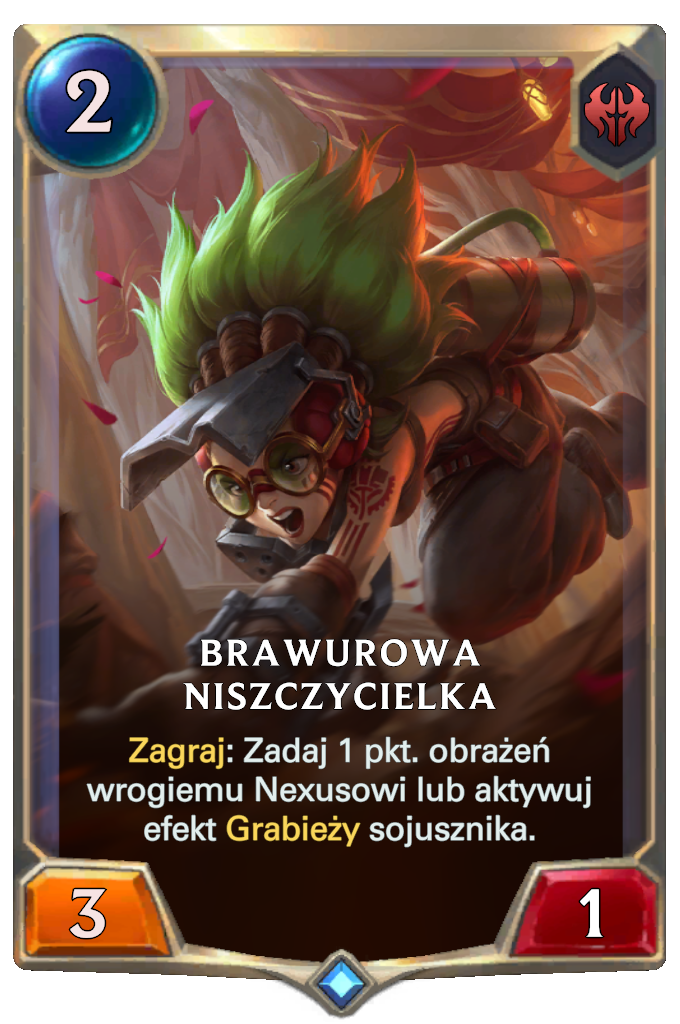 2
BRAWUROWA
NISZCZYCIELKA
Zagraj: Zadaj 1 pkt. obrażeń
wrogiemu Nexusowi lub aktywuj
efekt Grabieży sojusznika.
3
1